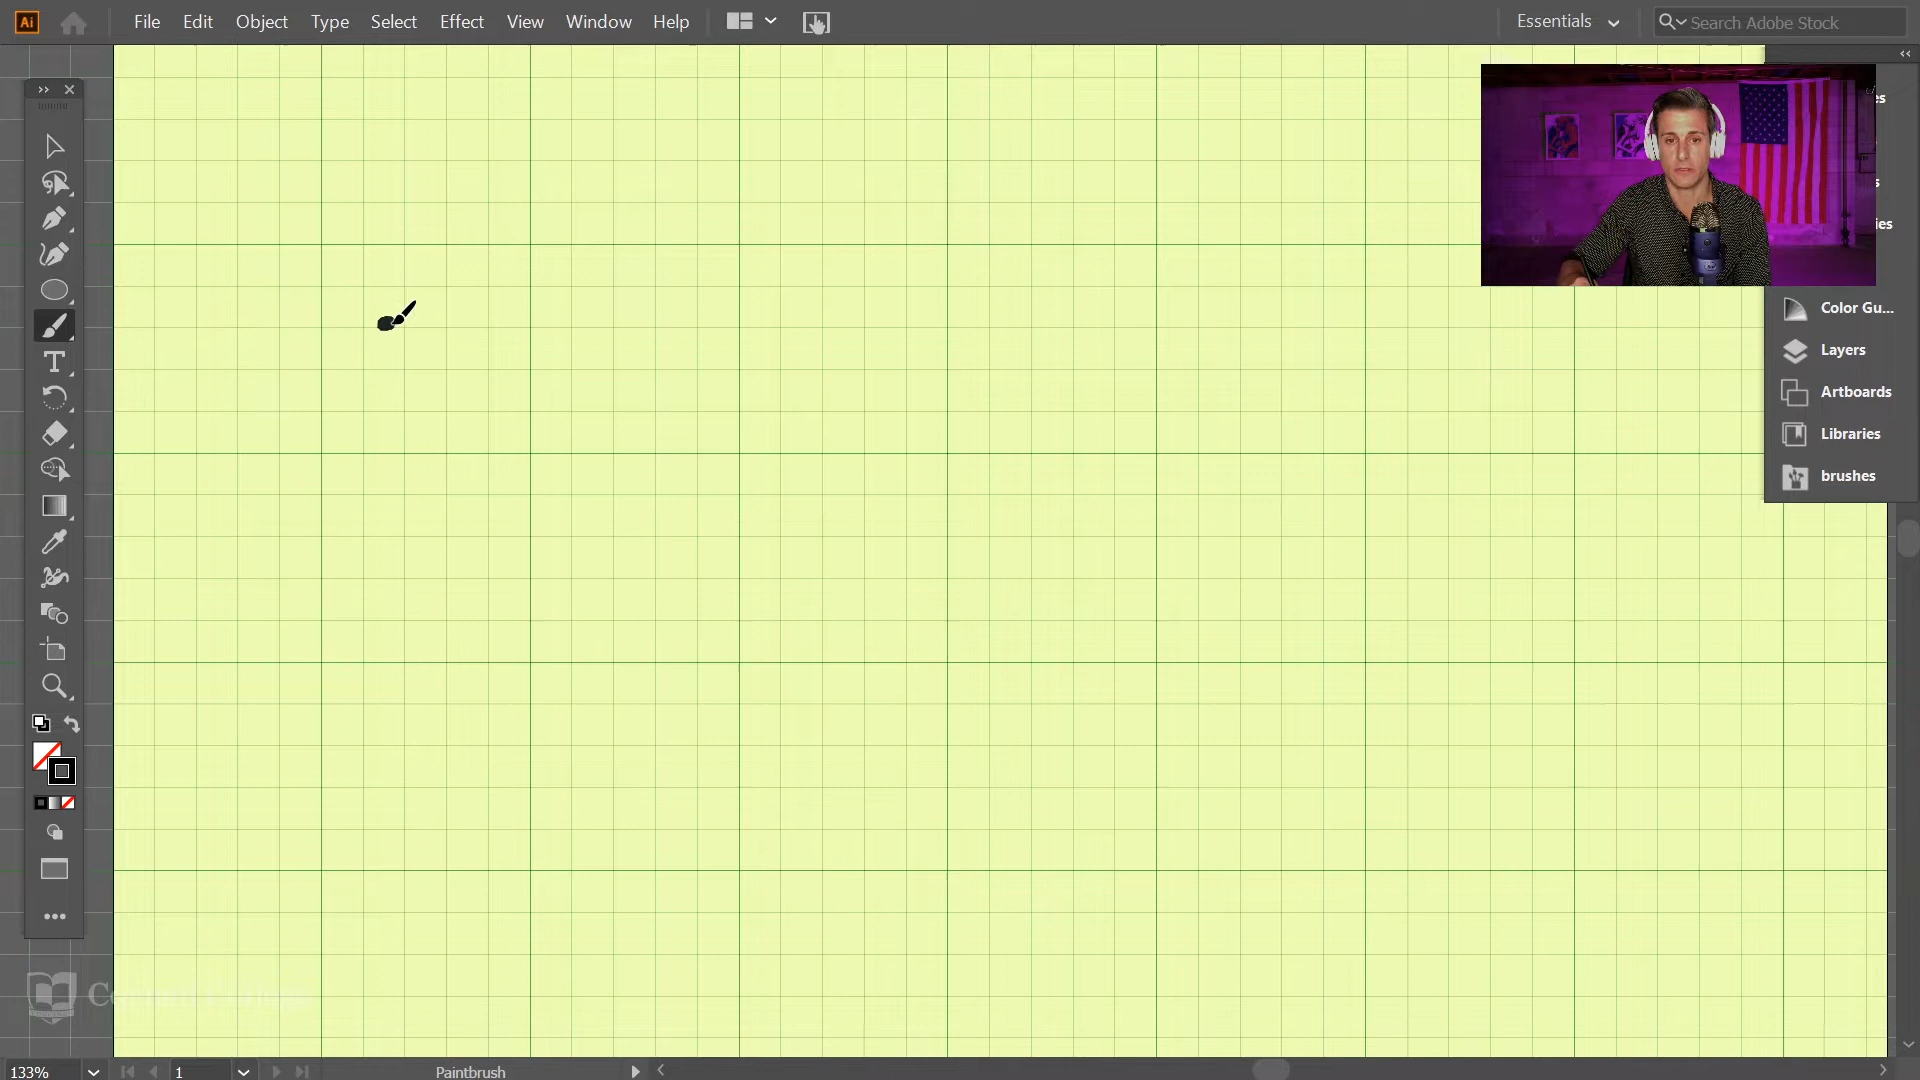 Ai File Edit Object Type Select Effect View Window Help Essentials Search Adobe Stock
Color Gu...
Layers
Artboards
Libraries
brushes
T
133% 1 Paintbrush